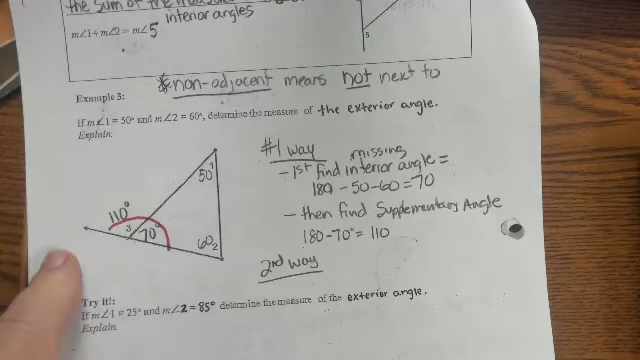 the sum of the measure
interior angles
m∠1 + m∠2 = m∠5
5
*non-adjacent means not next to
Example 3:
If m∠1 = 50° and m∠2 = 60°, determine the measure of the exterior angle.
Explain.
#1 way
missing
- 1st find interior angle =
180 - 50 - 60 = 70
- then find Supplementary Angle
180 - 70° = 110
2nd way
50° 1
110°
3 70°
60 2
Try it!:
If m∠1 = 25° and m∠2 = 85° determine the measure of the exterior angle.
Explain.